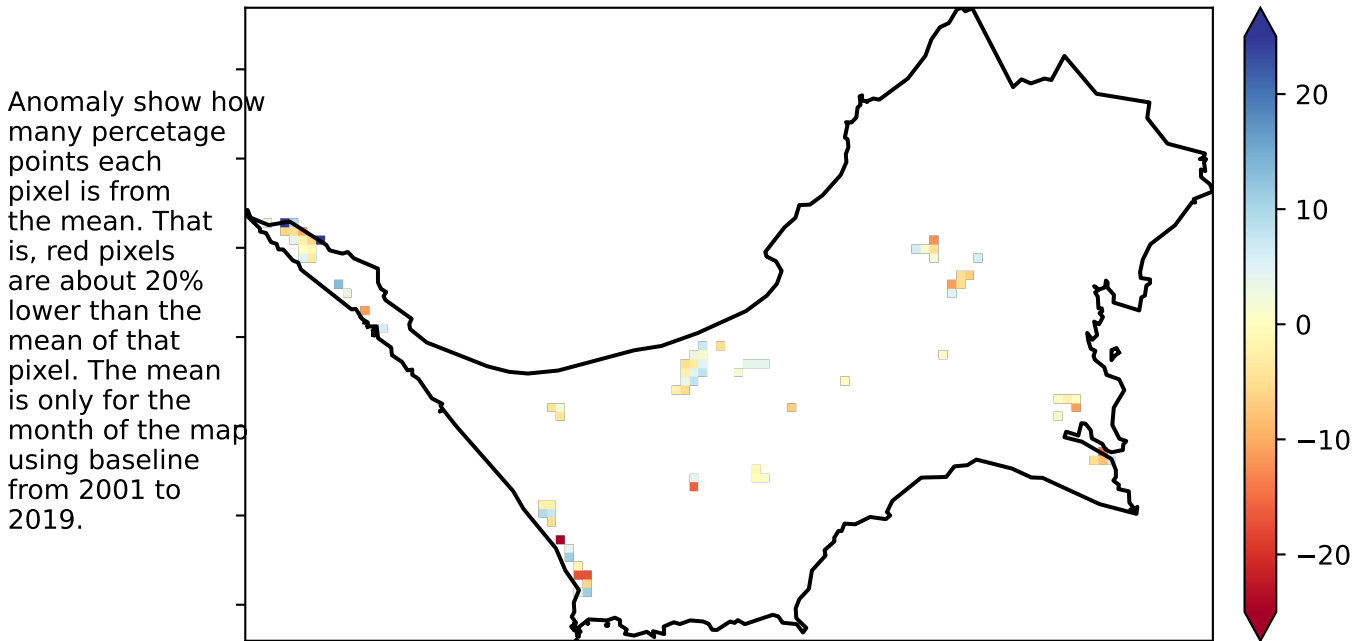 Anomaly show how
many percetage
points each
pixel is from
the mean. That
is, red pixels
are about 20%
lower than the
mean of that
pixel. The mean
is only for the
month of the map
using baseline
from 2001 to
2019.
20
10
0
−10
−20